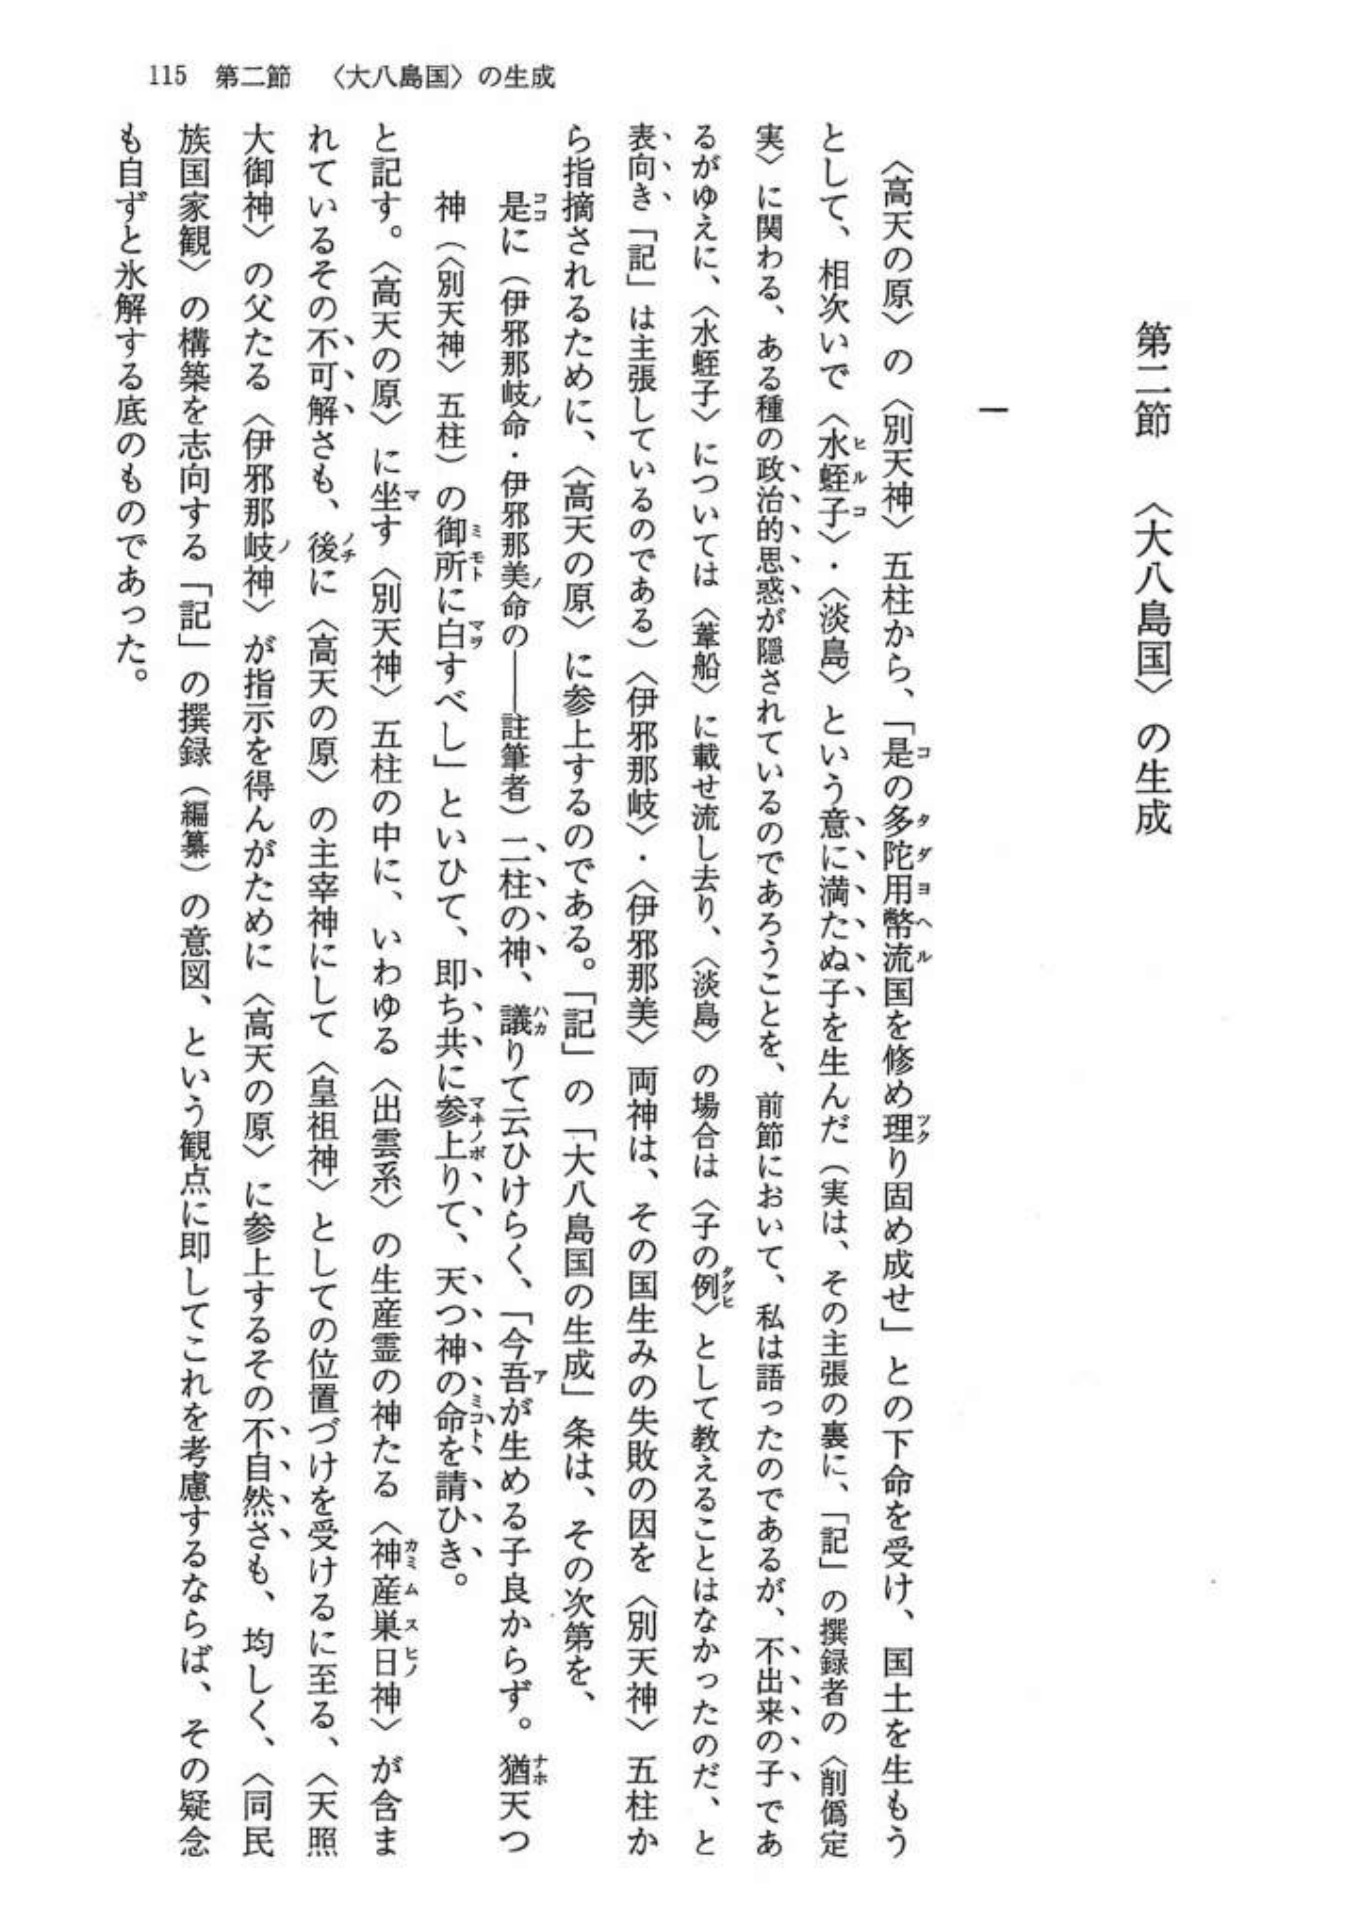 115　第二節　〈大八島国〉の生成
第二節　〈大八島国〉の生成
一
〈高天の原〉の〈別天神〉五柱から、「是の多陀用幣流国を修め理り固め成せ」との下命を受け、国土を生もう
として、相次いで〈水蛭子〉・〈淡島〉という意に満たぬ子を生んだ（実は、その主張の裏に、「記」の撰録者の〈削偽定
実〉に関わる、ある種の政治的思惑が隠されているのであろうことを、前節において、私は語ったのであるが、不出来の子であ
るがゆえに、〈水蛭子〉については〈葦船〉に載せ流し去り、〈淡島〉の場合は〈子の例〉として教えることはなかったのだ、と
表向き「記」は主張しているのである）〈伊邪那岐〉・〈伊邪那美〉両神は、その国生みの失敗の因を〈別天神〉五柱か
ら指摘されるために、〈高天の原〉に参上するのである。「記」の「大八島国の生成」条は、その次第を、
是に（伊邪那岐命・伊邪那美命の――註筆者）二柱の神、議りて云ひけらく、「今吾が生める子良からず。猶天つ
神（〈別天神〉五柱）の御所に白すべし」といひて、即ち共に参上りて、天つ神の命を請ひき。
と記す。〈高天の原〉に坐す〈別天神〉五柱の中に、いわゆる〈出雲系〉の生産霊の神たる〈神産巣日神〉が含ま
れているその不可解さも、後に〈高天の原〉の主宰神にして〈皇祖神〉としての位置づけを受けるに至る、〈天照
大御神〉の父たる〈伊邪那岐神〉が指示を得んがために〈高天の原〉に参上するその不自然さも、均しく、〈同民
族国家観〉の構築を志向する「記」の撰録（編纂）の意図、という観点に即してこれを考慮するならば、その疑念
も自ずと氷解する底のものであった。